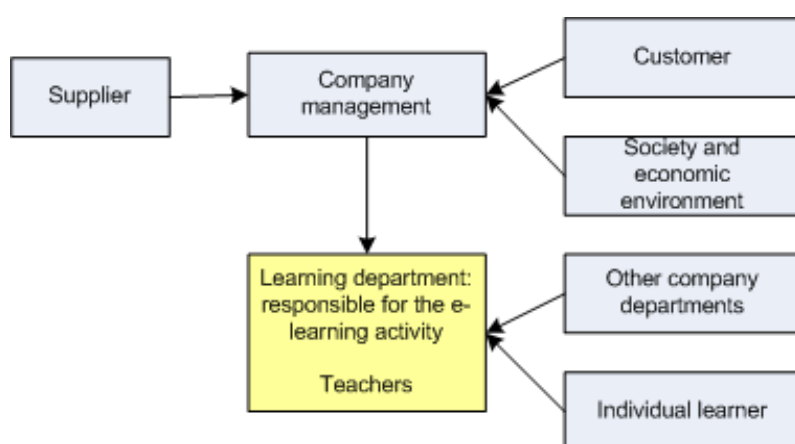 Supplier
Company
management
Customer
Society and
economic
environment
Learning department:
responsible for the e-
learning activity
Teachers
Other company
departments
Individual learner